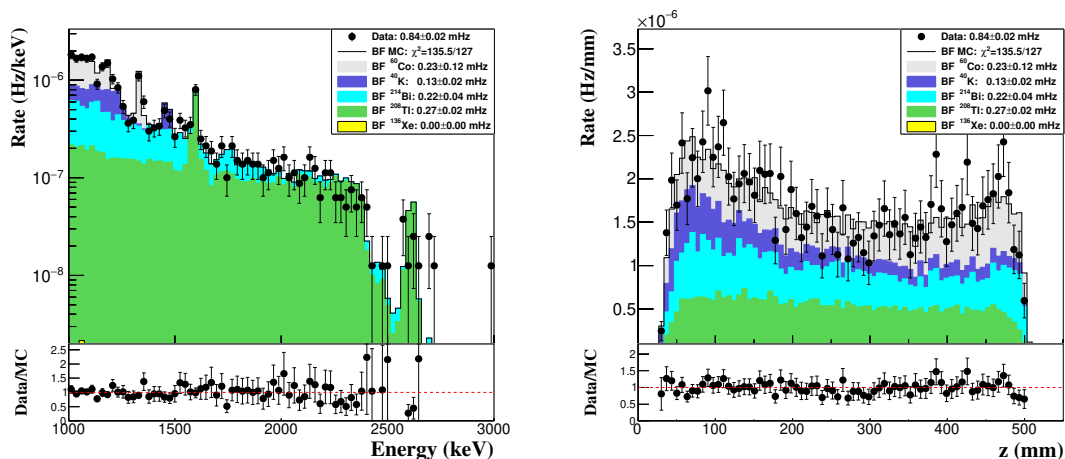 Rate (Hz/keV)
10⁻⁶
10⁻⁷
10⁻⁸
Data: 0.84±0.02 mHz
BF MC: χ²=135.5/127
BF ⁶⁰Co: 0.23±0.12 mHz
BF ⁴⁰K: 0.13±0.02 mHz
BF ²¹⁴Bi: 0.22±0.04 mHz
BF ²⁰⁸Tl: 0.27±0.02 mHz
BF ¹³⁶Xe: 0.00±0.00 mHz
Data/MC
2.5
2
1.5
1
0.5
1000 1500 2000 2500 3000
Energy (keV)
Rate (Hz/mm)
×10⁻⁶
3.5
3
2.5
2
1.5
1
0.5
Data: 0.84±0.02 mHz
BF MC: χ²=135.5/127
BF ⁶⁰Co: 0.23±0.12 mHz
BF ⁴⁰K: 0.13±0.02 mHz
BF ²¹⁴Bi: 0.22±0.04 mHz
BF ²⁰⁸Tl: 0.27±0.02 mHz
BF ¹³⁶Xe: 0.00±0.00 mHz
Data/MC
2
1.5
1
0.5
0
0 100 200 300 400 500
z (mm)